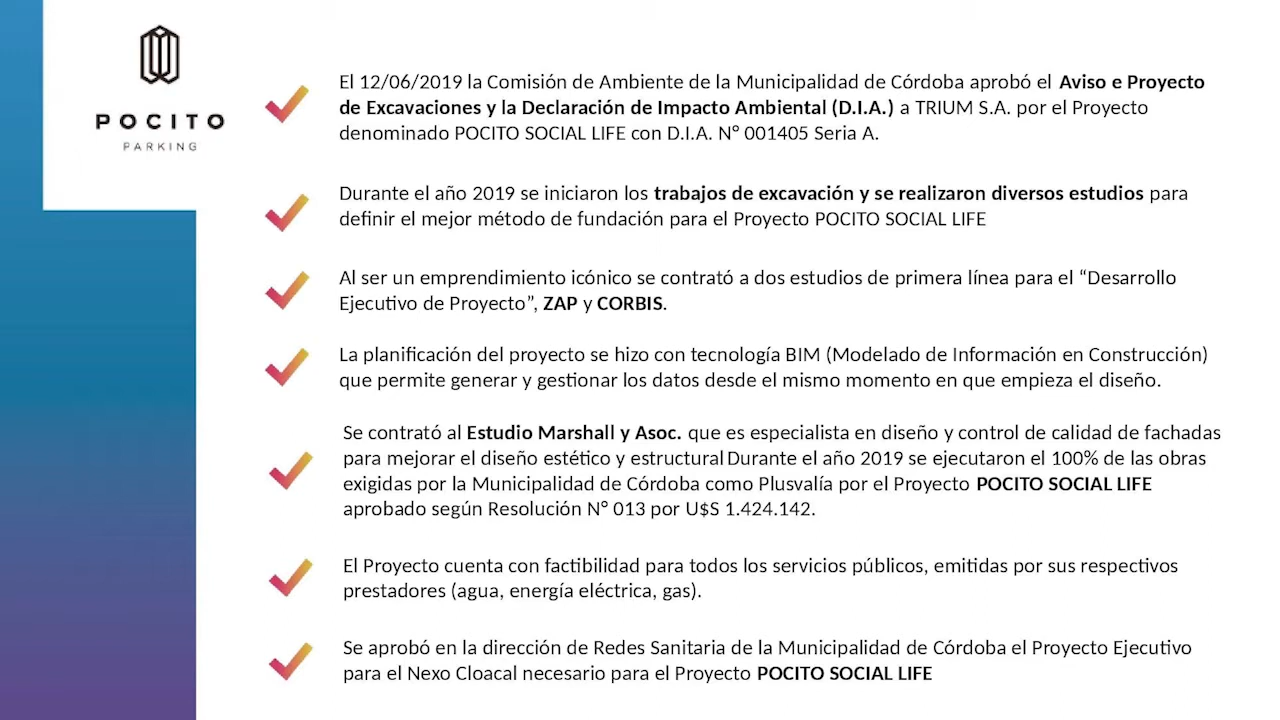 POCITO
PARKING
El 12/06/2019 la Comisión de Ambiente de la Municipalidad de Córdoba aprobó el Aviso e Proyecto
de Excavaciones y la Declaración de Impacto Ambiental (D.I.A.) a TRIUM S.A. por el Proyecto
denominado POCITO SOCIAL LIFE con D.I.A. N° 001405 Seria A.
Durante el año 2019 se iniciaron los trabajos de excavación y se realizaron diversos estudios para
definir el mejor método de fundación para el Proyecto POCITO SOCIAL LIFE
Al ser un emprendimiento icónico se contrató a dos estudios de primera línea para el “Desarrollo
Ejecutivo de Proyecto”, ZAP y CORBIS.
La planificación del proyecto se hizo con tecnología BIM (Modelado de Información en Construcción)
que permite generar y gestionar los datos desde el mismo momento en que empieza el diseño.
Se contrató al Estudio Marshall y Asoc. que es especialista en diseño y control de calidad de fachadas
para mejorar el diseño estético y estructural Durante el año 2019 se ejecutaron el 100% de las obras
exigidas por la Municipalidad de Córdoba como Plusvalía por el Proyecto POCITO SOCIAL LIFE
aprobado según Resolución N° 013 por U$S 1.424.142.
El Proyecto cuenta con factibilidad para todos los servicios públicos, emitidas por sus respectivos
prestadores (agua, energía eléctrica, gas).
Se aprobó en la dirección de Redes Sanitaria de la Municipalidad de Córdoba el Proyecto Ejecutivo
para el Nexo Cloacal necesario para el Proyecto POCITO SOCIAL LIFE